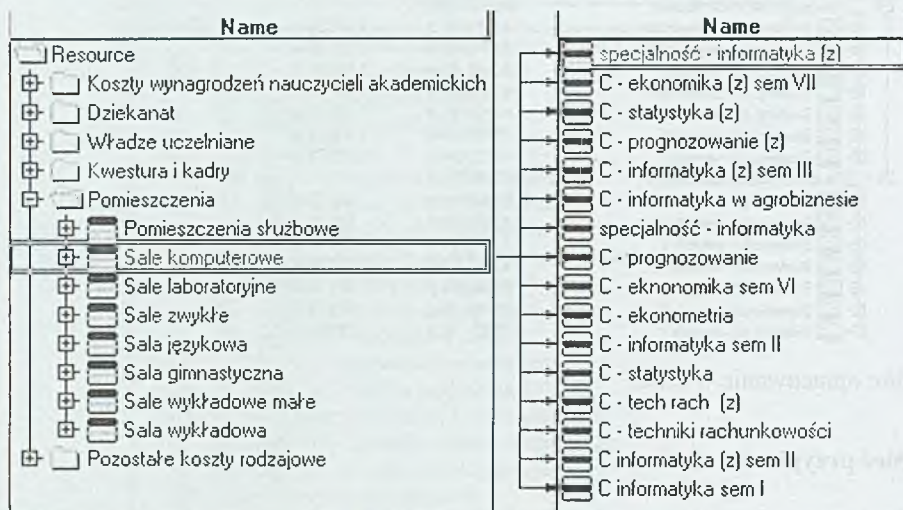 Name
Resource
Koszty wynagrodzeń nauczycieli akademickich
Dziekanat
Władze uczelniane
Kwestura i kadry
Pomieszczenia
Pomieszczenia służbowe
Sale komputerowe
Sale laboratoryjne
Sale zwykłe
Sala językowa
Sala gimnastyczna
Sale wykładowe małe
Sala wykładowa
Pozostałe koszty rodzajowe
Name
specjalność - informatyka (z)
C - ekonomika (z) sem VII
C - statystyka (z)
C - prognozowanie (z)
C - informatyka (z) sem III
C - informatyka w agrobiznesie
specjalność - informatyka
C - prognozowanie
C - eknonomika sem VI
C - ekonometria
C - informatyka sem II
C - statystyka
C - tech rach (z)
C - techniki rachunkowości
C informatyka (z) sem II
C informatyka sem I